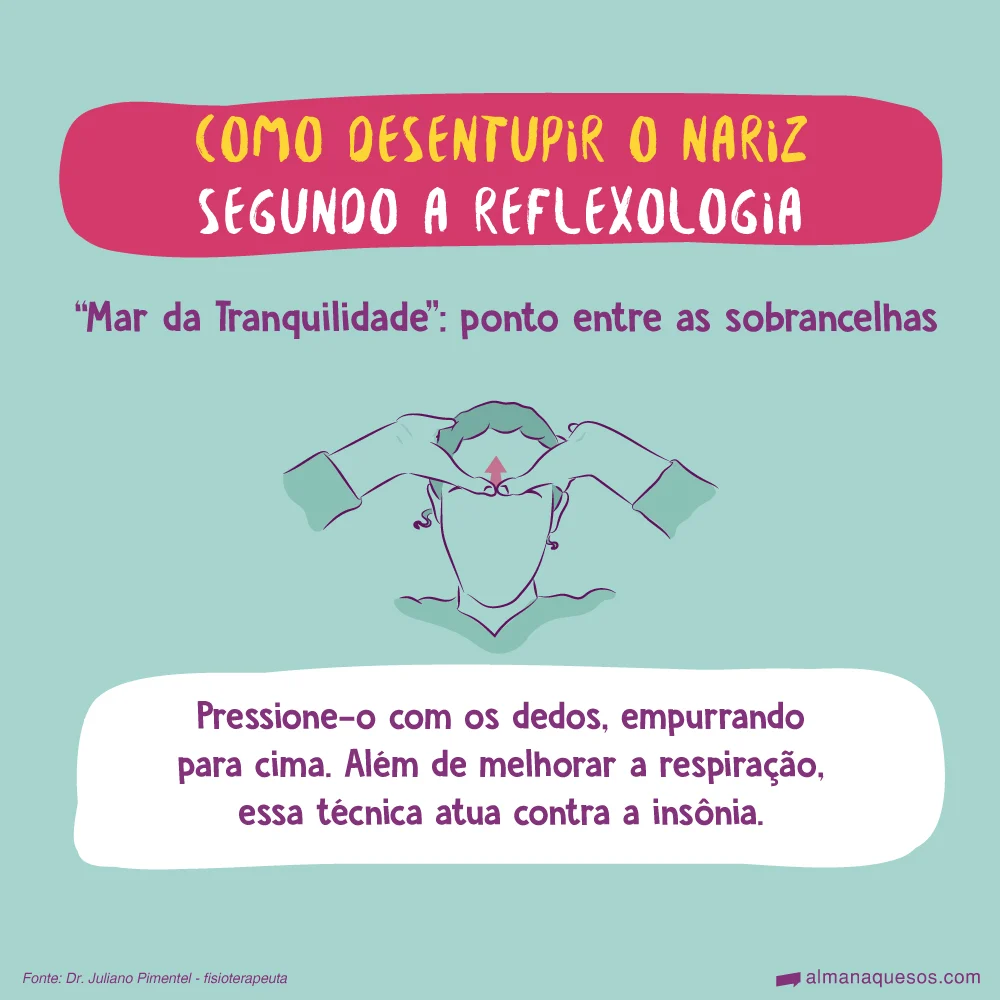 COMO DESENTUPIR O NARIZ
SEGUNDO A REFLEXOLOGIA
“Mar da Tranquilidade”: ponto entre as sobrancelhas
Pressione-o com os dedos, empurrando
para cima. Além de melhorar a respiração,
essa técnica atua contra a insônia.
Fonte: Dr. Juliano Pimentel - fisioterapeuta
almanaquesos.com